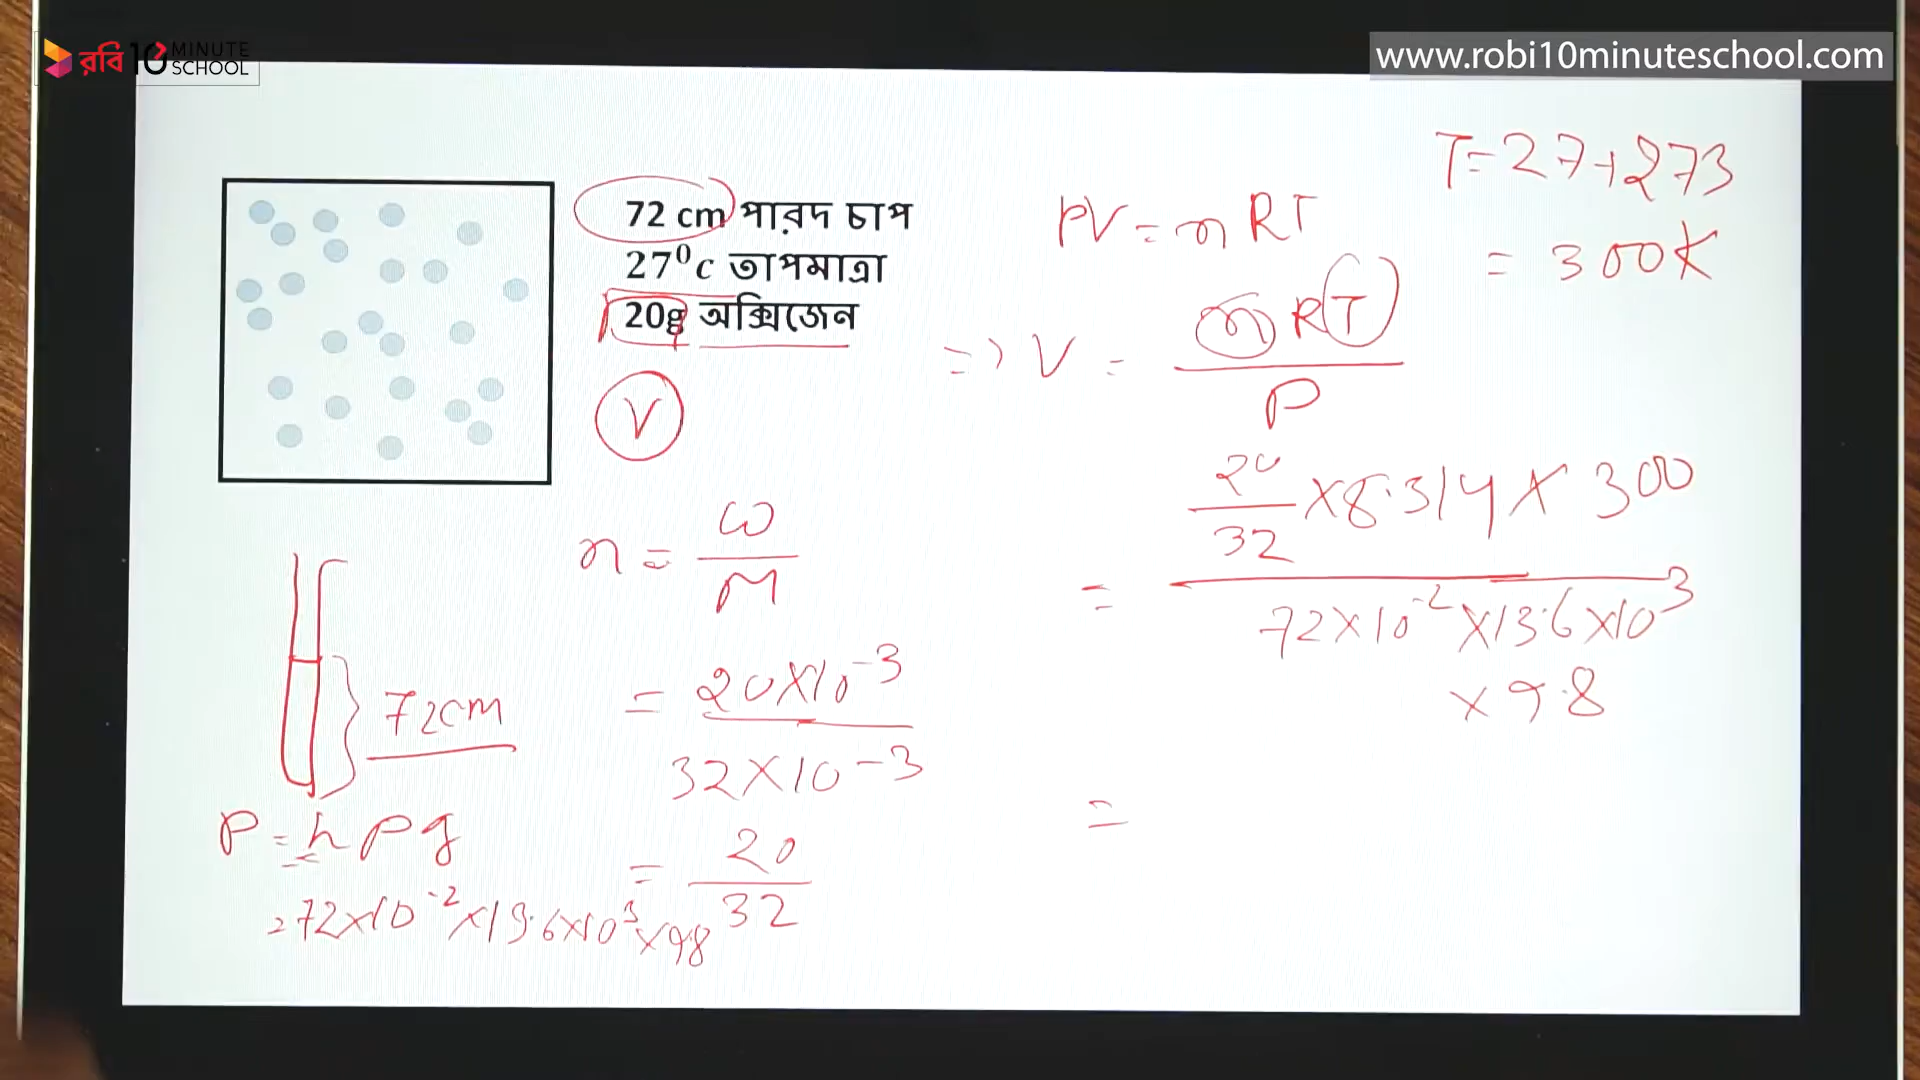 রবি 10 MINUTE SCHOOL
www.robi10minuteschool.com
72 cm পারদ চাপ
27⁰c তাপমাত্রা
20g অক্সিজেন
V
PV = nRT
T = 27+273
= 300K
=> V = nRT / P
n = ω / M
= 20×10⁻³ / 32×10⁻³
= 20 / 32
72cm
P = hρg
= 72×10⁻²×13.6×10³×9.8
= 20/32 ×8.314× 300 / 72×10⁻²×13.6×10³
×9.8
=